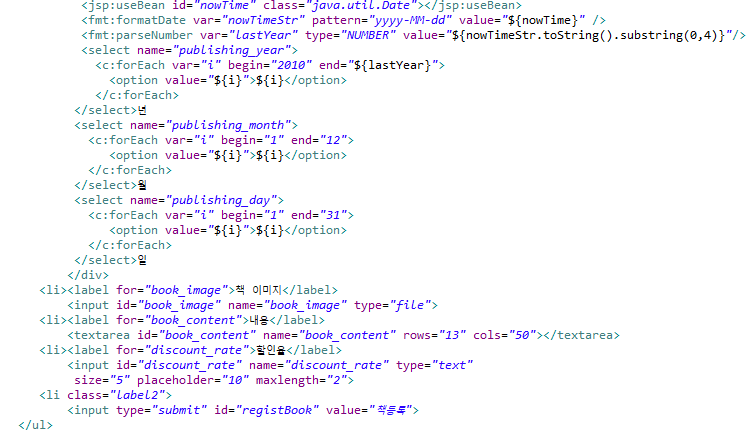 <jsp:useBean id="nowTime" class="java.util.Date"></jsp:useBean>
<fmt:formatDate var="nowTimeStr" pattern="yyyy-MM-dd" value="${nowTime}" />
<fmt:parseNumber var="lastYear" type="NUMBER" value="${nowTimeStr.toString().substring(0,4)}"/>
<select name="publishing_year">
<c:forEach var="i" begin="2010" end="${lastYear}">
<option value="${i}">${i}</option>
</c:forEach>
</select>년
<select name="publishing_month">
<c:forEach var="i" begin="1" end="12">
<option value="${i}">${i}</option>
</c:forEach>
</select>월
<select name="publishing_day">
<c:forEach var="i" begin="1" end="31">
<option value="${i}">${i}</option>
</c:forEach>
</select>일
</div>
<li><label for="book_image">책 이미지</label>
<input id="book_image" name="book_image" type="file">
<li><label for="book_content">내용</label>
<textarea id="book_content" name="book_content" rows="13" cols="50"></textarea>
<li><label for="discount_rate">할인율</label>
<input id="discount_rate" name="discount_rate" type="text"
size="5" placeholder="10" maxlength="2">
<li class="label2">
<input type="submit" id="registBook" value="책등록">
</ul>